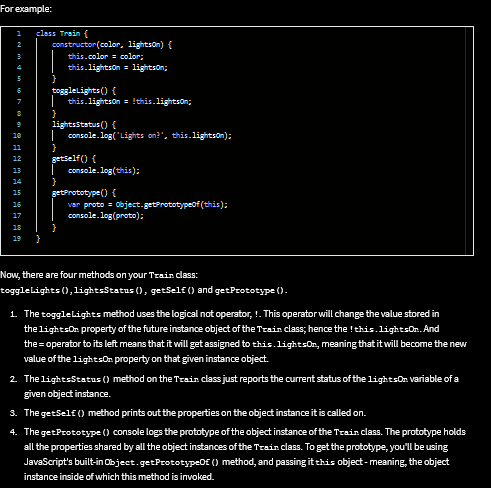 For example:
1 class Train {
2 constructor(color, lightsOn) {
3 this.color = color;
4 this.lightsOn = lightsOn;
5 }
6 toggleLights() {
7 this.lightsOn = !this.lightsOn;
8 }
9 lightsStatus() {
10 console.log('Lights on?', this.lightsOn);
11 }
12 getSelf() {
13 console.log(this);
14 }
15 getPrototype() {
16 var proto = Object.getPrototypeOf(this);
17 console.log(proto);
18 }
19 }
Now, there are four methods on your Train class:
toggleLights(), lightsStatus(), getSelf() and getPrototype().
1. The toggleLights method uses the logical not operator, !. This operator will change the value stored in
the lightsOn property of the future instance object of the Train class; hence the !this.lightsOn. And
the = operator to its left means that it will get assigned to this.lightsOn, meaning that it will become the new
value of the lightsOn property on that given instance object.
2. The lightsStatus() method on the Train class just reports the current status of the lightsOn variable of a
given object instance.
3. The getSelf() method prints out the properties on the object instance it is called on.
4. The getPrototype() console logs the prototype of the object instance of the Train class. The prototype holds
all the properties shared by all the object instances of the Train class. To get the prototype, you'll be using
JavaScript's built-in Object.getPrototypeOf() method, and passing it this object - meaning, the object
instance inside of which this method is invoked.